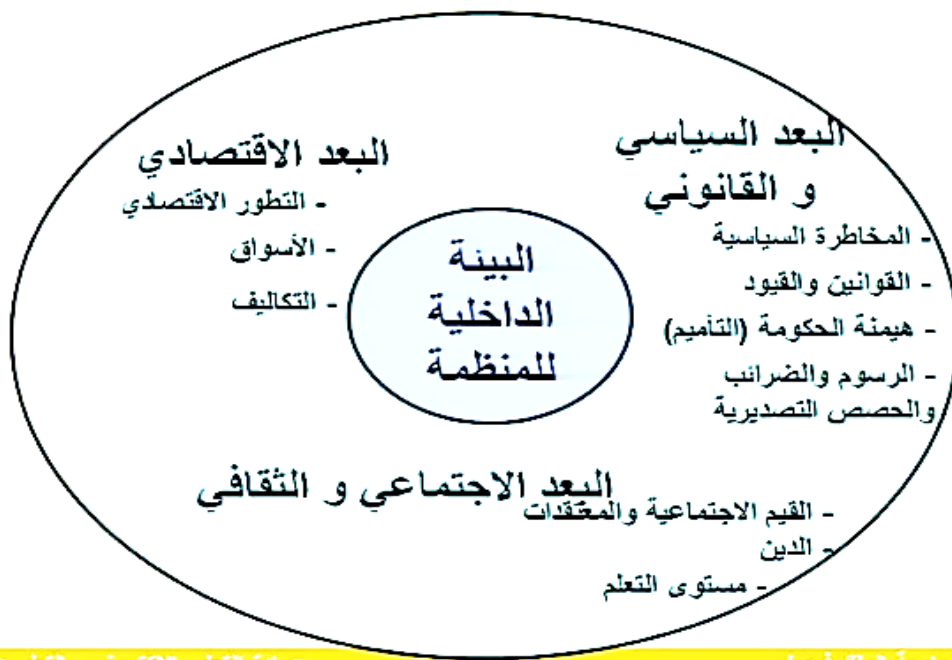 البعد السياسي
و القانوني
- المخاطرة السياسية
- القوانين والقيود
- هيمنة الحكومة (التأميم)
- الرسوم والضرائب
والحصص التصديرية
البعد الاقتصادي
- التطور الاقتصادي
- الأسواق
- التكاليف
البيئة
الداخلية
للمنظمة
البعد الاجتماعي و الثقافي
- القيم الاجتماعية والمعتقدات
- الدين
- مستوى التعلم